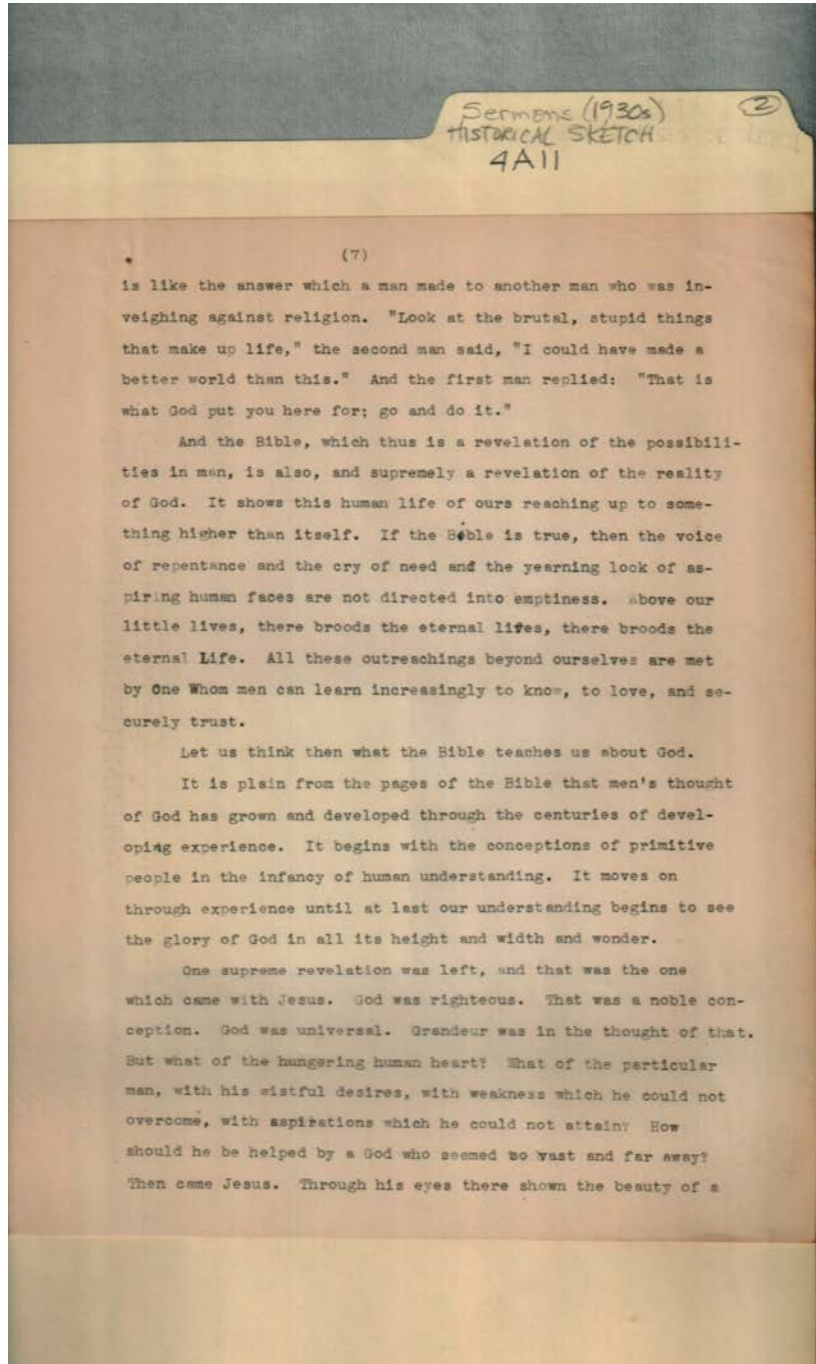 Sermons (1930s)
2
HISTORICAL SKETCH
4A11
(7)
is like the answer which a man made to another man who was in-
veighing against religion. "Look at the brutal, stupid things
that make up life," the second man said, "I could have made a
better world than this." And the first man replied: "That is
what God put you here for; go and do it."
And the Bible, which thus is a revelation of the possibili-
ties in man, is also, and supremely a revelation of the reality
of God. It shows this human life of ours reaching up to some-
thing higher than itself. If the Bible is true, then the voice
of repentance and the cry of need and the yearning look of as-
piring human faces are not directed into emptiness. Above our
little lives, there broods the eternal lifes, there broods the
eternal Life. All these outreachings beyond ourselves are met
by One Whom men can learn increasingly to know, to love, and se-
curely trust.
Let us think then what the Bible teaches us about God.
It is plain from the pages of the Bible that men's thought
of God has grown and developed through the centuries of devel-
oping experience. It begins with the conceptions of primitive
people in the infancy of human understanding. It moves on
through experience until at last our understanding begins to see
the glory of God in all its height and width and wonder.
One supreme revelation was left, and that was the one
which came with Jesus. God was righteous. That was a noble con-
ception. God was universal. Grandeur was in the thought of that.
But what of the hungering human heart? What of the particular
man, with his wistful desires, with weakness which he could not
overcome, with aspirations which he could not attain? How
should he be helped by a God who seemed so vast and far away?
Then came Jesus. Through his eyes there shown the beauty of a